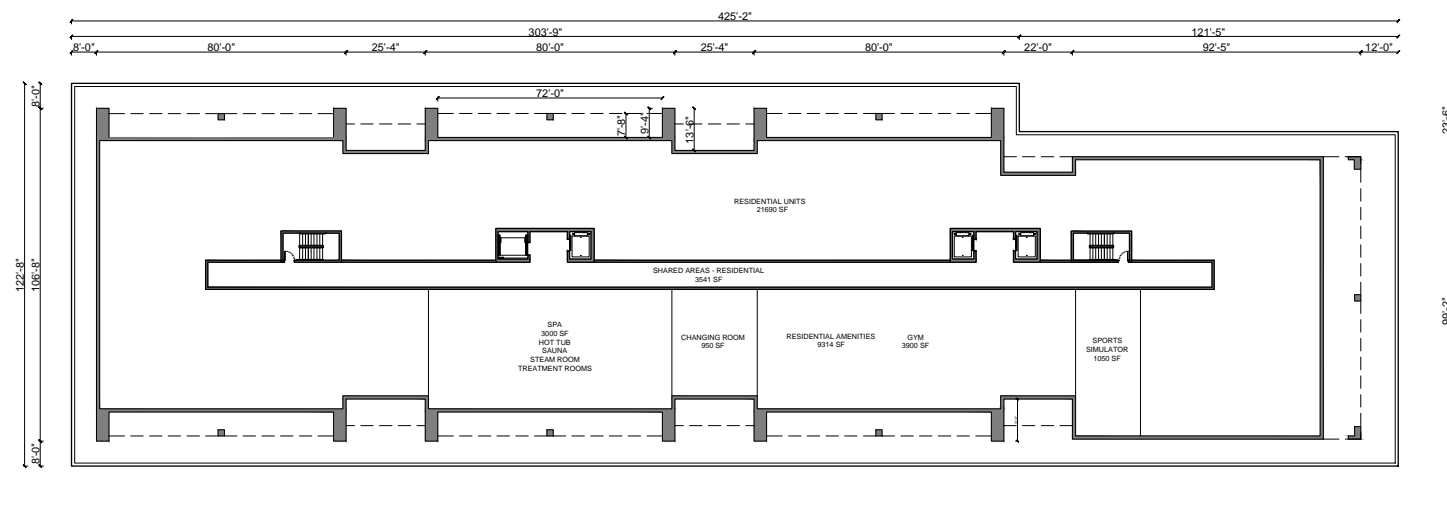 425'-2"
303'-9"
121'-5"
8'-0"
80'-0"
25'-4"
80'-0"
25'-4"
80'-0"
22'-0"
92'-5"
12'-0"
8'-0"
72'-0"
7'-8"
9'-4"
13'-6"
23'-6"
RESIDENTIAL UNITS
21690 SF
122'-8"
106'-8"
SHARED AREAS - RESIDENTIAL
3541 SF
99'-2"
SPA
3000 SF
HOT TUB
SAUNA
STEAM ROOM
TREATMENT ROOMS
CHANGING ROOM
950 SF
RESIDENTIAL AMENITIES
9314 SF
GYM
3900 SF
SPORTS
SIMULATOR
1050 SF
8'-0"